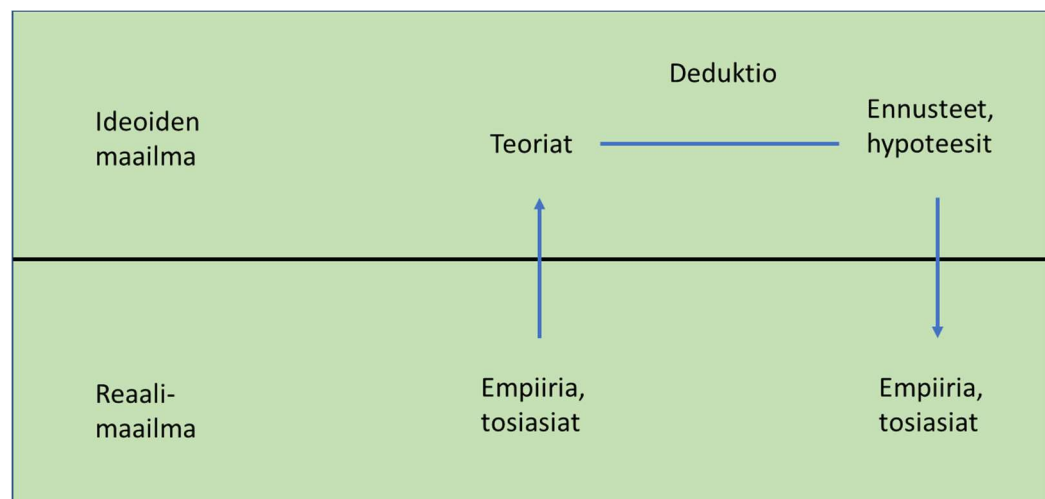 Deduktio
Ideoiden
maailma
Teoriat
Ennusteet,
hypoteesit
Reaali-
maailma
Empiiria,
tosiasiat
Empiiria,
tosiasiat